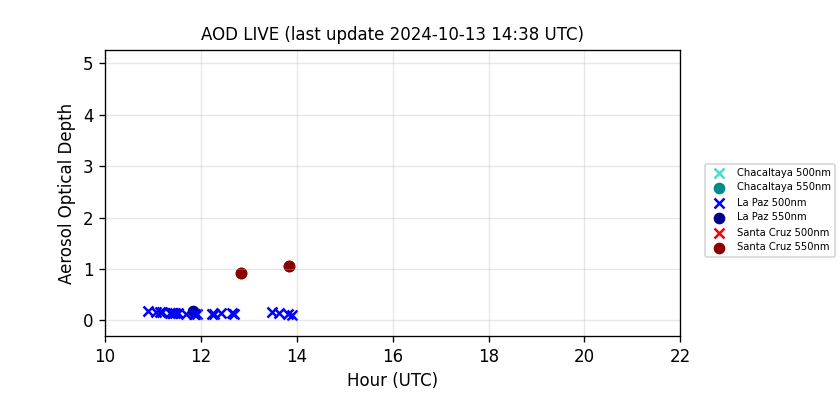 AOD LIVE (last update 2024-10-13 14:38 UTC)
Aerosol Optical Depth
5
4
3
2
1
0
10 12 14 16 18 20 22
Hour (UTC)
Chacaltaya 500nm
Chacaltaya 550nm
La Paz 500nm
La Paz 550nm
Santa Cruz 500nm
Santa Cruz 550nm